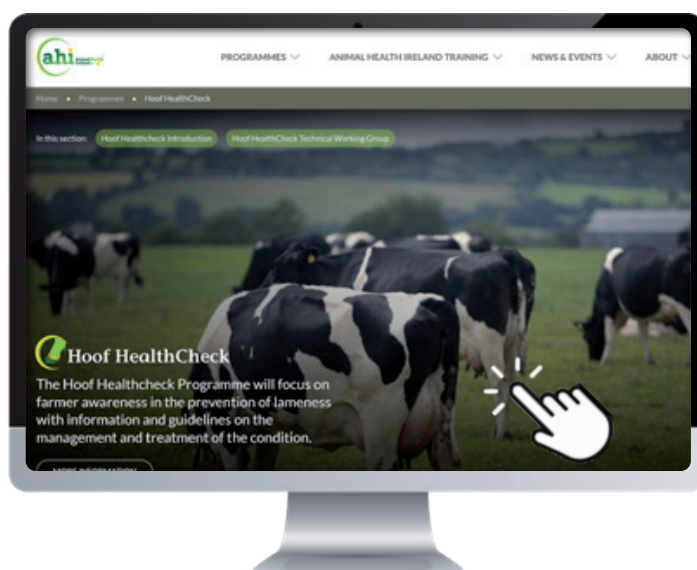 ahi
PROGRAMMES ANIMAL HEALTH IRELAND TRAINING NEWS & EVENTS ABOUT
Home • Programmes • Hoof HealthCheck
In this section: Hoof Healthcheck Introduction Hoof HealthCheck Technical Working Group
Hoof HealthCheck
The Hoof Healthcheck Programme will focus on
farmer awareness in the prevention of lameness
with information and guidelines on the
management and treatment of the condition.
MORE INFORMATION